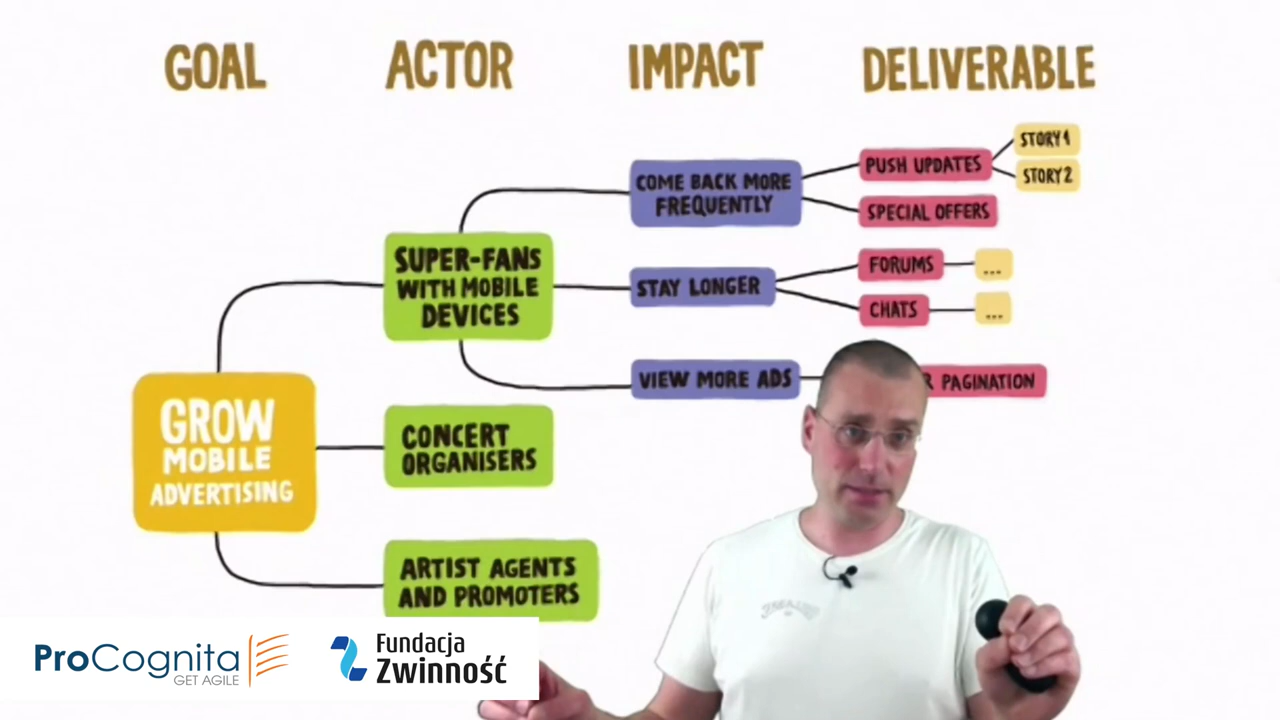 GOAL
ACTOR
IMPACT
DELIVERABLE
COME BACK MORE
FREQUENTLY
PUSH UPDATES
STORY 1
STORY 2
SPECIAL OFFERS
SUPER-FANS
WITH MOBILE
DEVICES
STAY LONGER
FORUMS
...
CHATS
...
VIEW MORE ADS
R PAGINATION
GROW
MOBILE
ADVERTISING
CONCERT
ORGANISERS
ARTIST AGENTS
AND PROMOTERS
ProCognita
GET AGILE
Fundacja
Zwinność